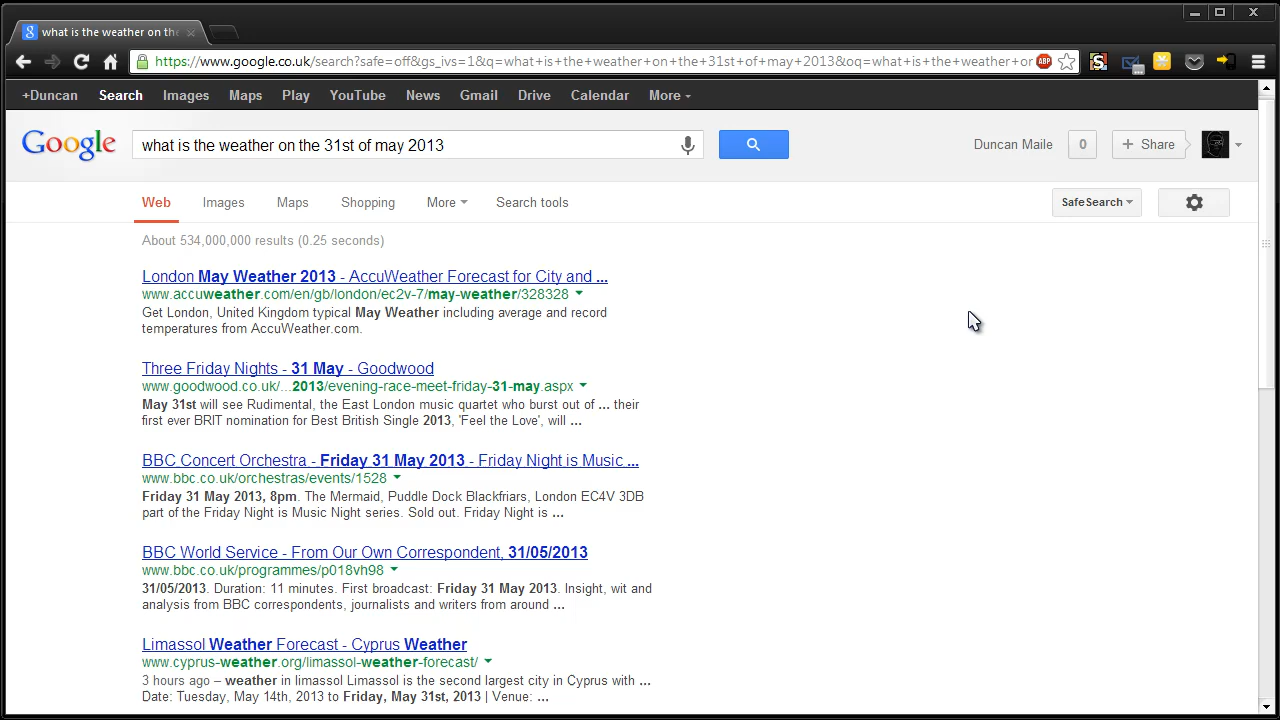 what is the weather on the
https://www.google.co.uk/search?safe=off&gs_ivs=1&q=what+is+the+weather+on+the+31st+of+may+2013&oq=what+is+the+weather+or
ABP
+Duncan Search Images Maps Play YouTube News Gmail Drive Calendar More
Google what is the weather on the 31st of may 2013 Duncan Maile 0 + Share
Web Images Maps Shopping More Search tools SafeSearch
About 534,000,000 results (0.25 seconds)
London May Weather 2013 - AccuWeather Forecast for City and ...
www.accuweather.com/en/gb/london/ec2v-7/may-weather/328328
Get London, United Kingdom typical May Weather including average and record
temperatures from AccuWeather.com.
Three Friday Nights - 31 May - Goodwood
www.goodwood.co.uk/...2013/evening-race-meet-friday-31-may.aspx
May 31st will see Rudimental, the East London music quartet who burst out of ... their
first ever BRIT nomination for Best British Single 2013, 'Feel the Love', will ...
BBC Concert Orchestra - Friday 31 May 2013 - Friday Night is Music ...
www.bbc.co.uk/orchestras/events/1528
Friday 31 May 2013, 8pm. The Mermaid, Puddle Dock Blackfriars, London EC4V 3DB
part of the Friday Night is Music Night series. Sold out. Friday Night is ...
BBC World Service - From Our Own Correspondent, 31/05/2013
www.bbc.co.uk/programmes/p018vh98
31/05/2013. Duration: 11 minutes. First broadcast: Friday 31 May 2013. Insight, wit and
analysis from BBC correspondents, journalists and writers from around ...
Limassol Weather Forecast - Cyprus Weather
www.cyprus-weather.org/limassol-weather-forecast/
3 hours ago – weather in limassol Limassol is the second largest city in Cyprus with ...
Date: Tuesday, May 14th, 2013 to Friday, May 31st, 2013 | Venue: ...